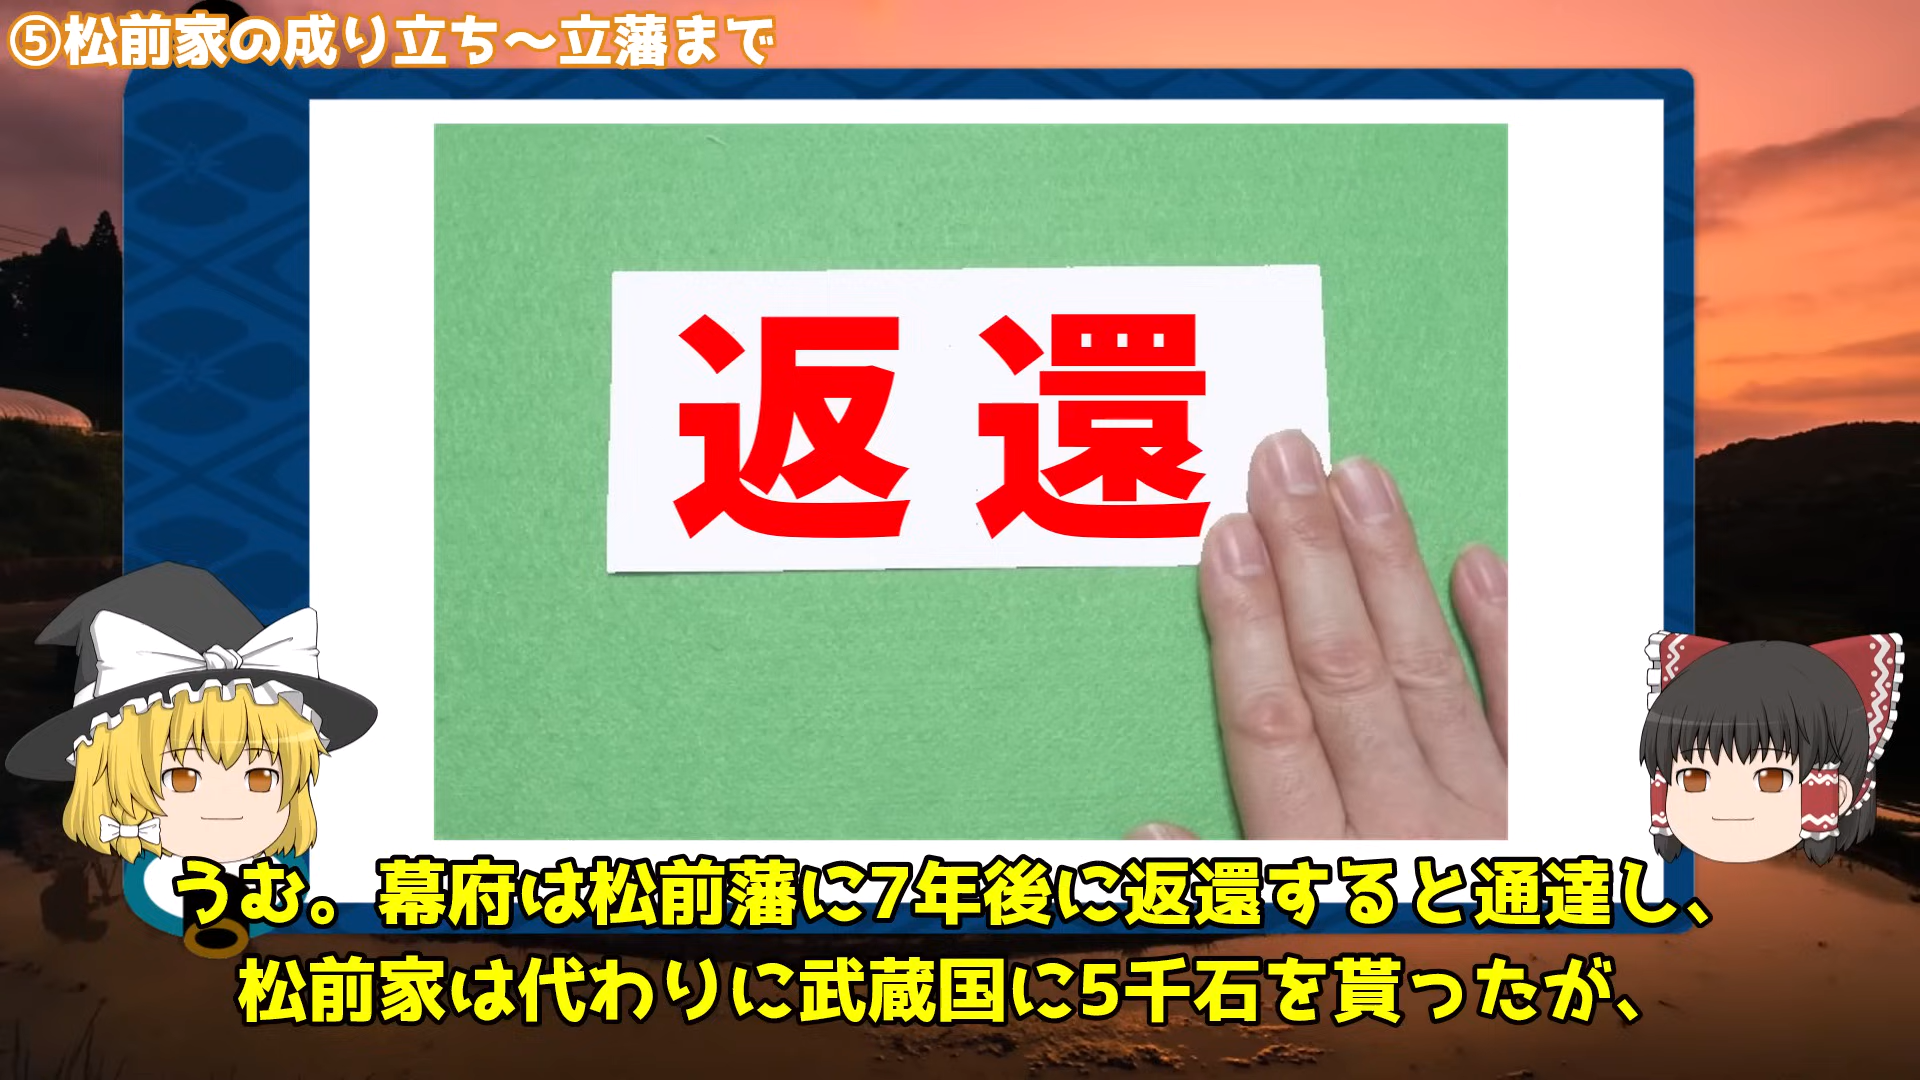 ⑤松前家の成り立ち～立藩まで
返還
うむ。幕府は松前藩に7年後に返還すると通達し、
松前家は代わりに武蔵国に5千石を貰ったが、